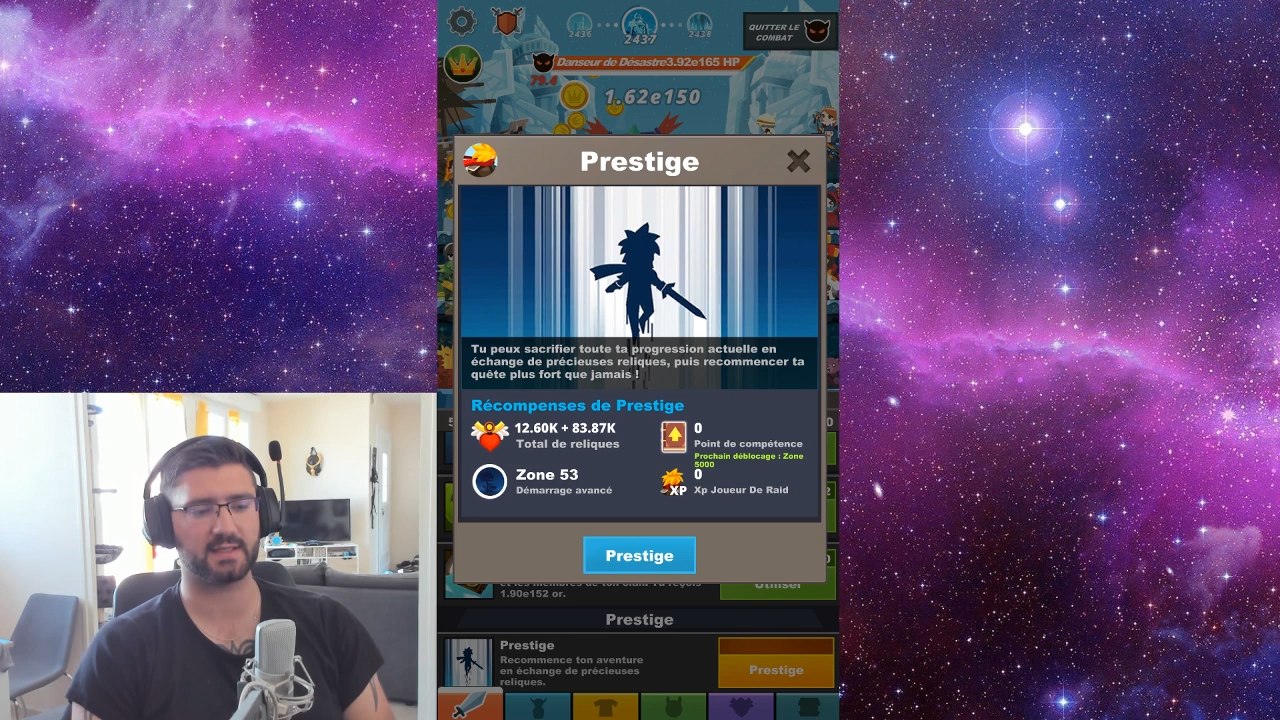 2436
2437
2438
QUITTER LE
COMBAT
Danseur de Désastre3.92e165 HP
79.4
1.62e150
Prestige
Tu peux sacrifier toute ta progression actuelle en
échange de précieuses reliques, puis recommencer ta
quête plus fort que jamais !
Récompenses de Prestige
12.60K + 83.87K
Total de reliques
0
Point de compétence
Prochain déblocage : Zone
5000
Zone 53
Démarrage avancé
0
XP
Xp Joueur De Raid
Prestige
1.90e152 or.
Utiliser
Prestige
Prestige
Recommence ton aventure
en échange de précieuses
reliques.
Prestige